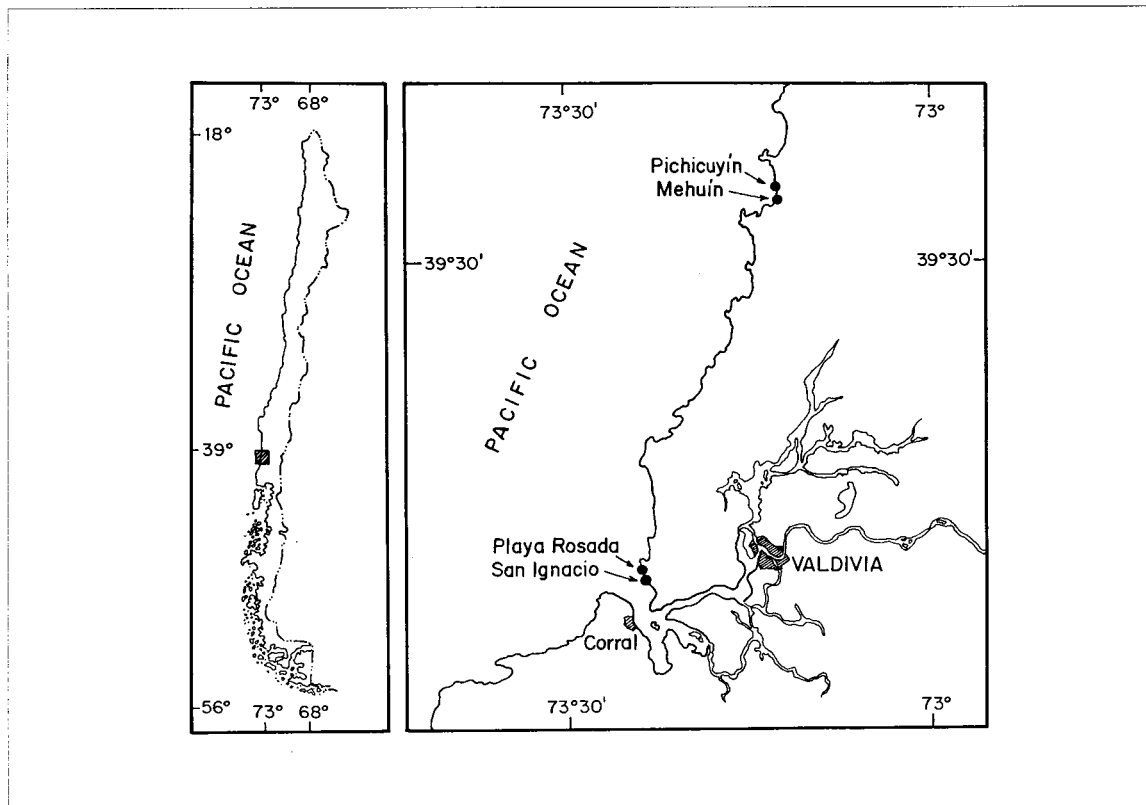 73° 68°
18°
PACIFIC OCEAN
39°
56°
73° 68°
73°30' 73°
Pichicuyín
Mehuín
39°30' 39°30'
PACIFIC OCEAN
Playa Rosada
San Ignacio
VALDIVIA
Corral
73°30' 73°